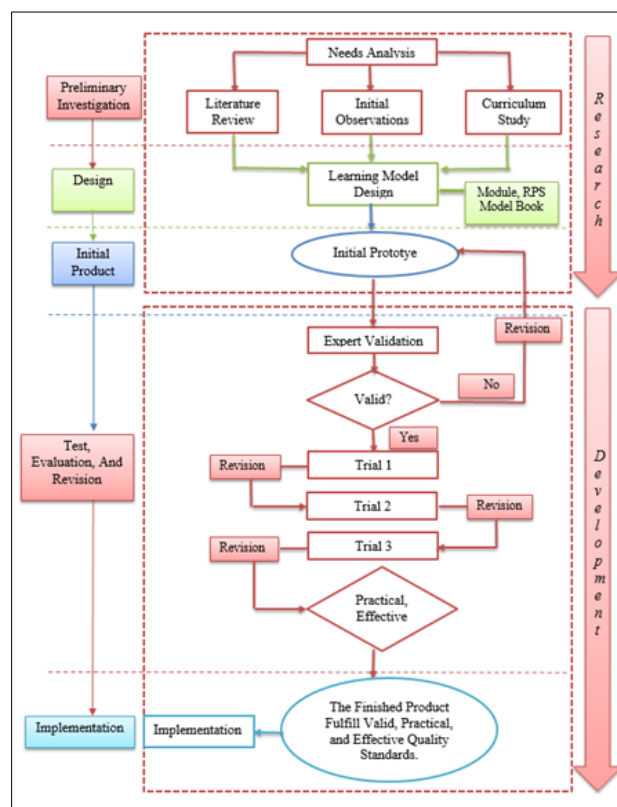 Needs Analysis
Preliminary
Investigation
Literature
Review
Initial
Observations
Curriculum
Study
Research
Design
Learning Model
Design
Module, RPS
Model Book
Initial
Product
Initial Prototye
Revision
Expert Validation
Valid?
No
Yes
Test,
Evaluation, And
Revision
Revision
Trial 1
Trial 2
Revision
Revision
Trial 3
Practical,
Effective
Development
The Finished Product
Fulfill Valid, Practical,
and Effective Quality
Standards.
Implementation
Implementation